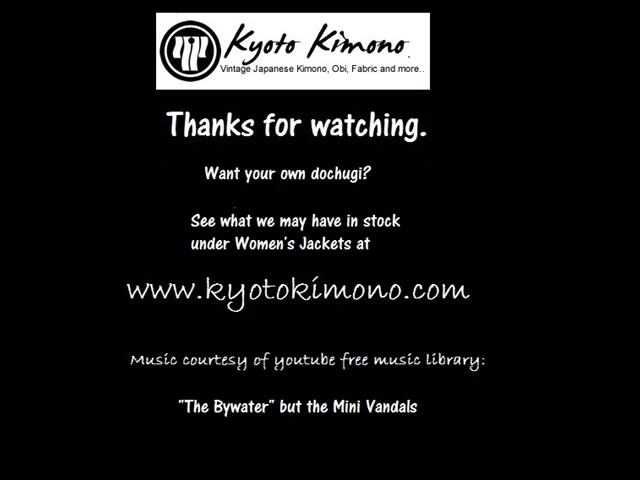 Kyoto Kimono.
Vintage Japanese Kimono, Obi, Fabric and more..
Thanks for watching.
Want your own dochugi?
See what we may have in stock
under Women's Jackets at
www.kyotokimono.com
Music courtesy of youtube free music library:
"The Bywater" but the Mini Vandals